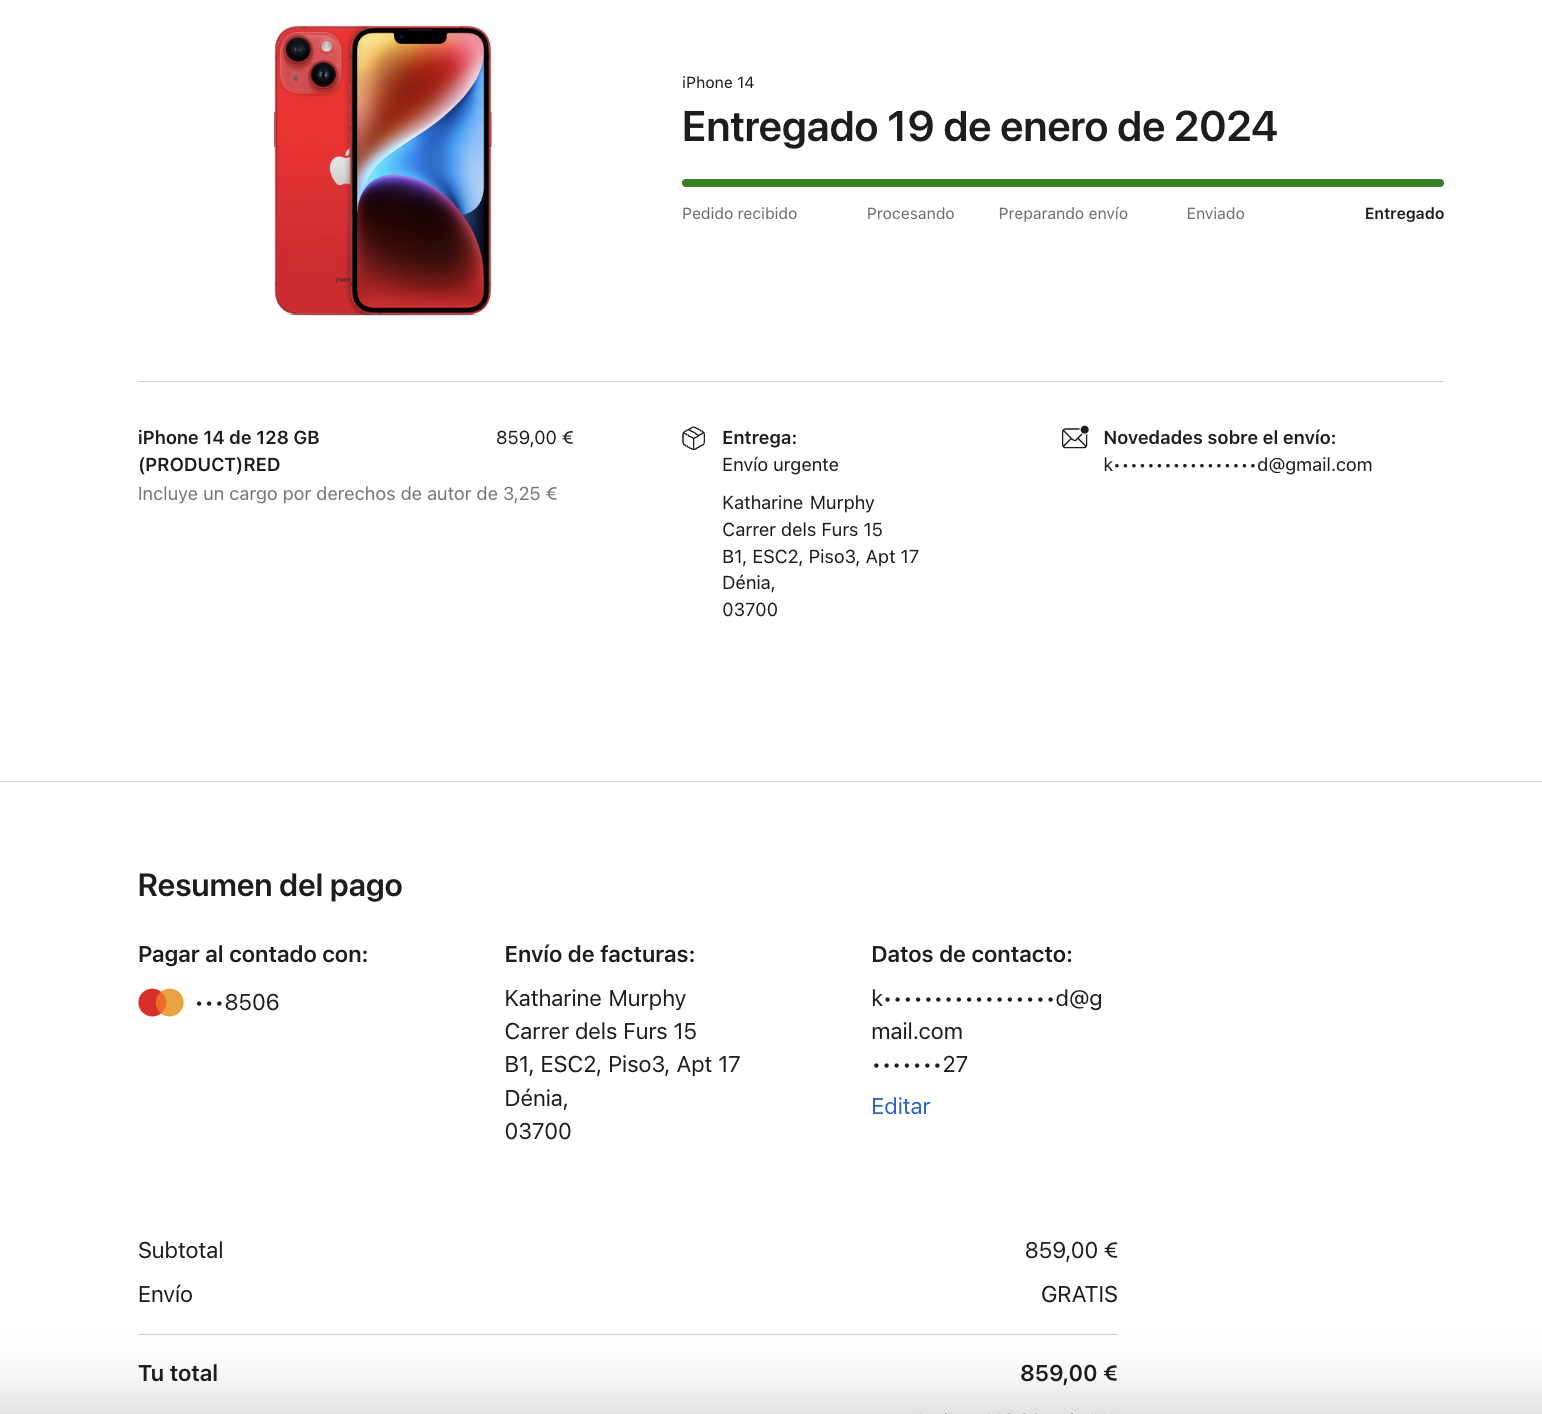 iPhone 14
Entregado 19 de enero de 2024
Pedido recibido
Procesando
Preparando envío
Enviado
Entregado
iPhone 14 de 128 GB
(PRODUCT)RED
859,00 €
Incluye un cargo por derechos de autor de 3,25 €
Entrega:
Envío urgente
Katharine Murphy
Carrer dels Furs 15
B1, ESC2, Piso3, Apt 17
Dénia,
03700
Novedades sobre el envío:
k•••••••••••••••••d@gmail.com
Resumen del pago
Pagar al contado con:
•••8506
Envío de facturas:
Katharine Murphy
Carrer dels Furs 15
B1, ESC2, Piso3, Apt 17
Dénia,
03700
Datos de contacto:
k•••••••••••••••••d@g
mail.com
•••••••27
Editar
Subtotal
859,00 €
Envío
GRATIS
Tu total
859,00 €